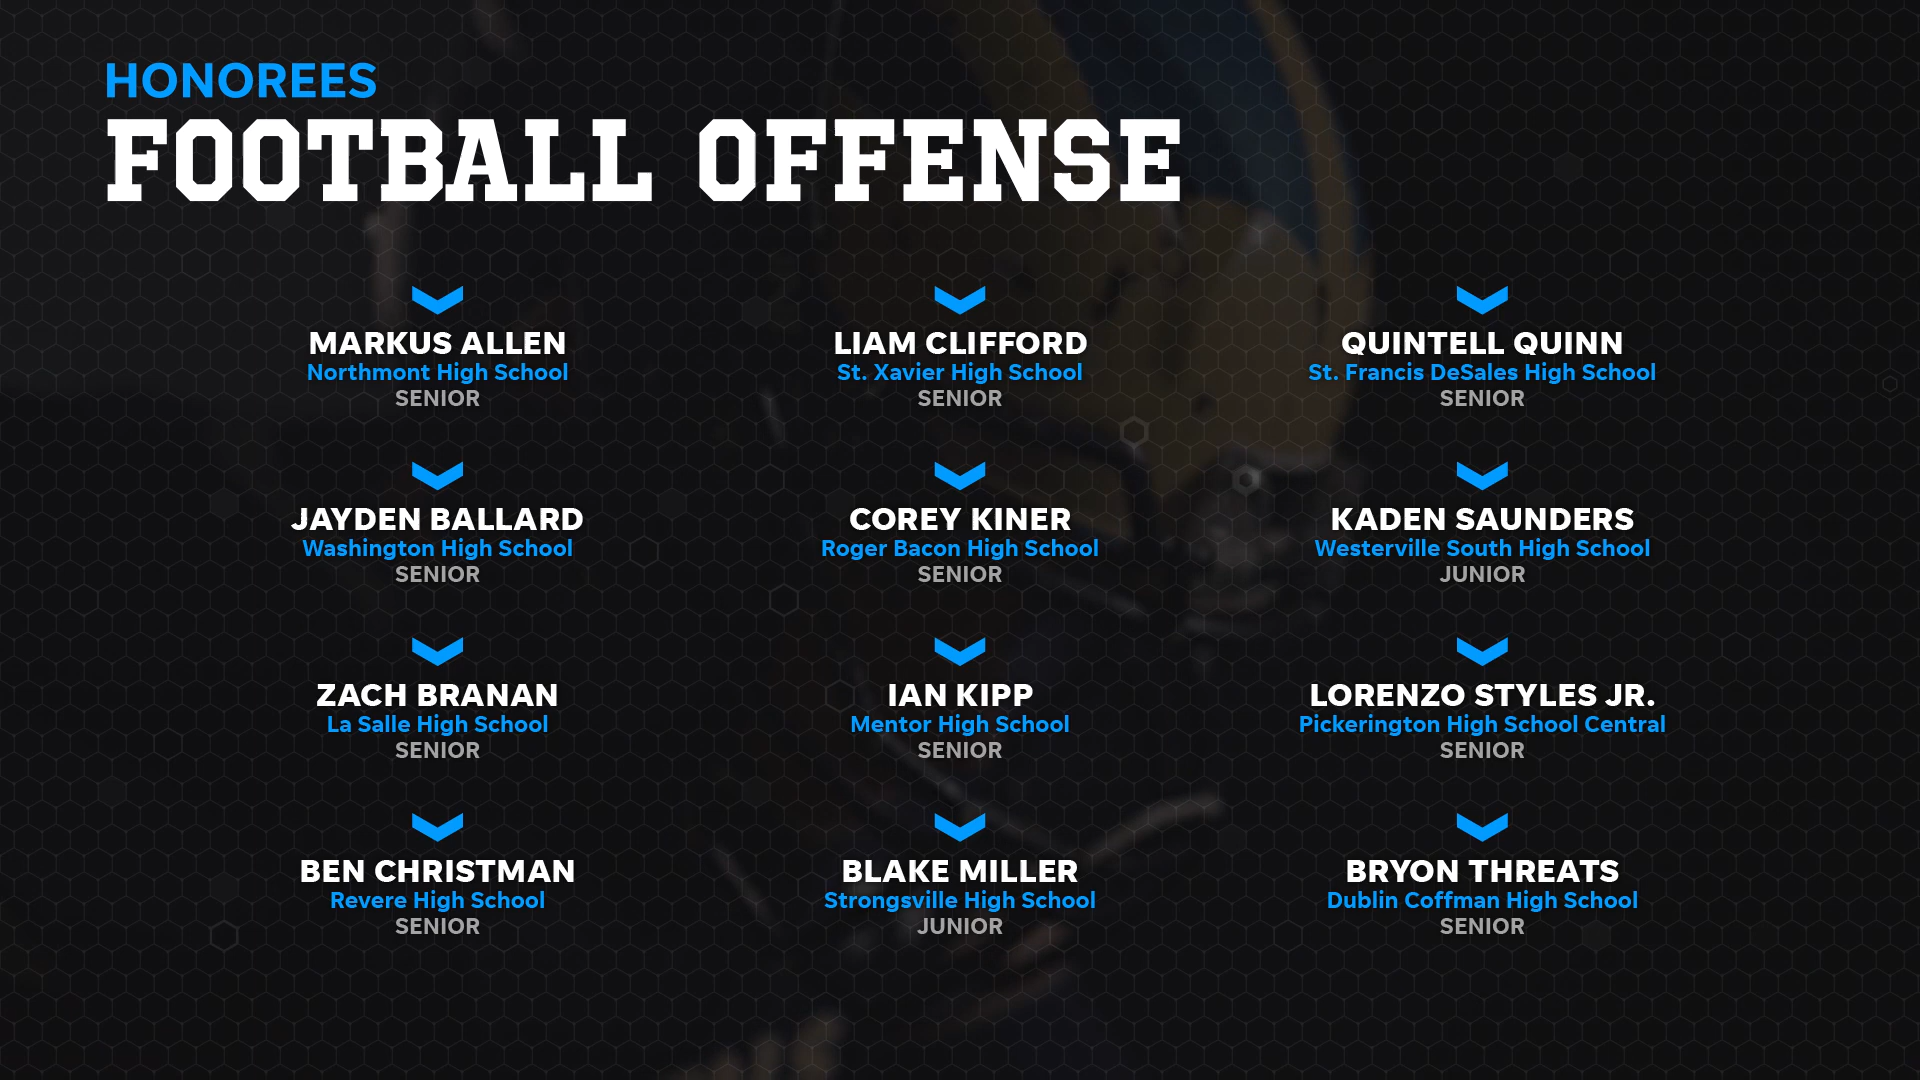 HONOREES
FOOTBALL OFFENSE
MARKUS ALLEN
Northmont High School
SENIOR
LIAM CLIFFORD
St. Xavier High School
SENIOR
QUINTELL QUINN
St. Francis DeSales High School
SENIOR
JAYDEN BALLARD
Washington High School
SENIOR
COREY KINER
Roger Bacon High School
SENIOR
KADEN SAUNDERS
Westerville South High School
JUNIOR
ZACH BRANAN
La Salle High School
SENIOR
IAN KIPP
Mentor High School
SENIOR
LORENZO STYLES JR.
Pickerington High School Central
SENIOR
BEN CHRISTMAN
Revere High School
SENIOR
BLAKE MILLER
Strongsville High School
JUNIOR
BRYON THREATS
Dublin Coffman High School
SENIOR